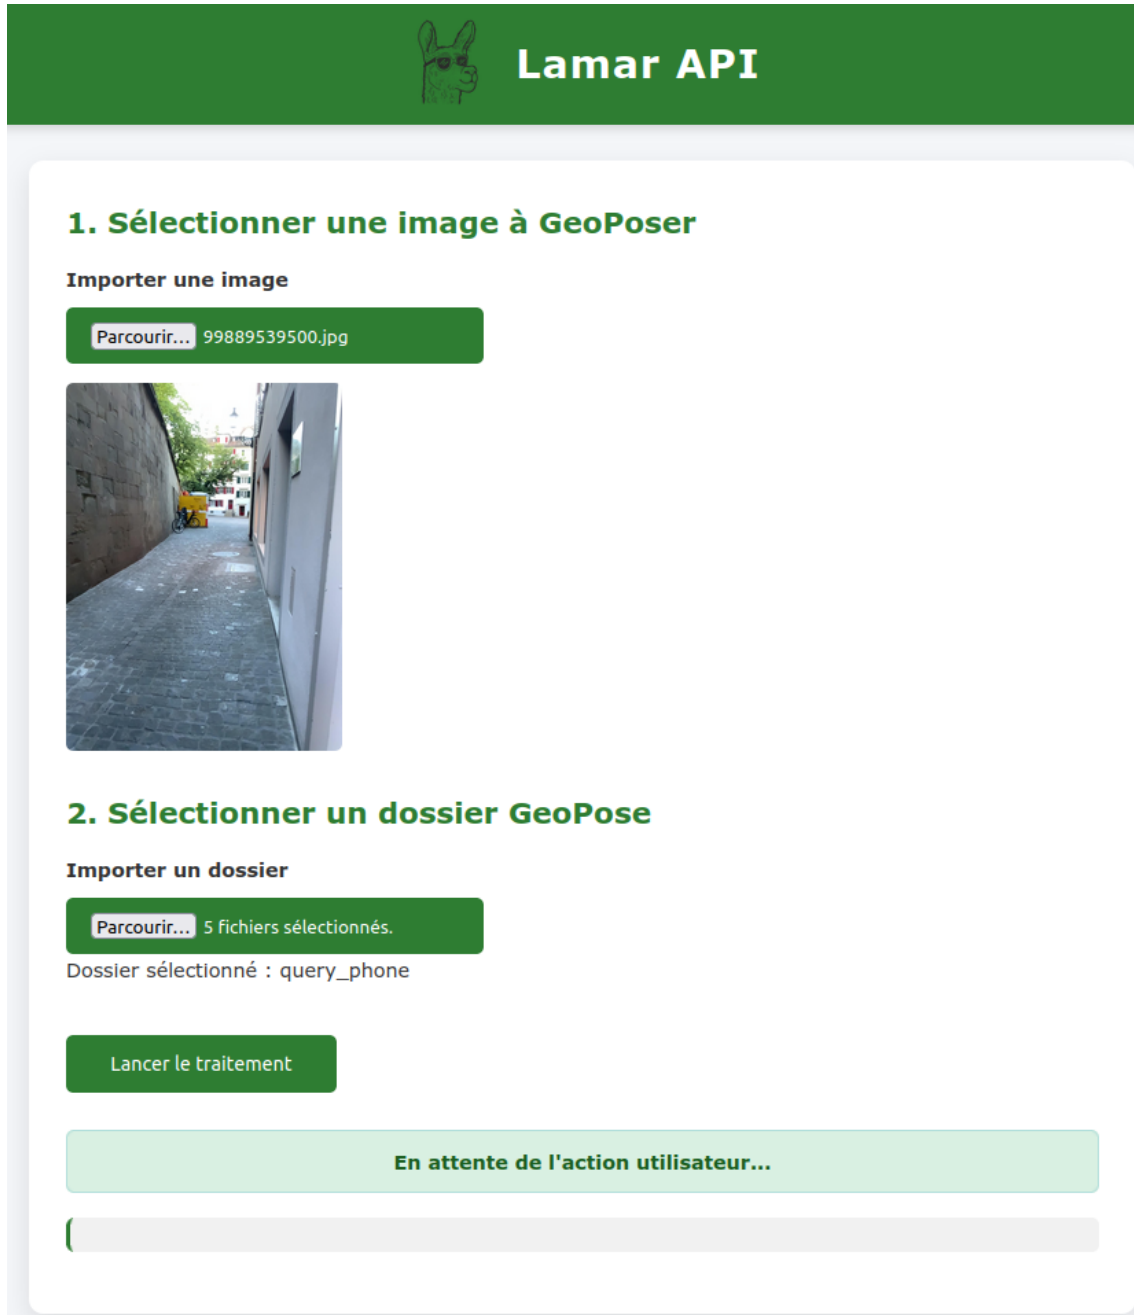 Lamar API
1. Sélectionner une image à GeoPoser
Importer une image
Parcourir... 99889539500.jpg
2. Sélectionner un dossier GeoPose
Importer un dossier
Parcourir... 5 fichiers sélectionnés.
Dossier sélectionné : query_phone
Lancer le traitement
En attente de l'action utilisateur...